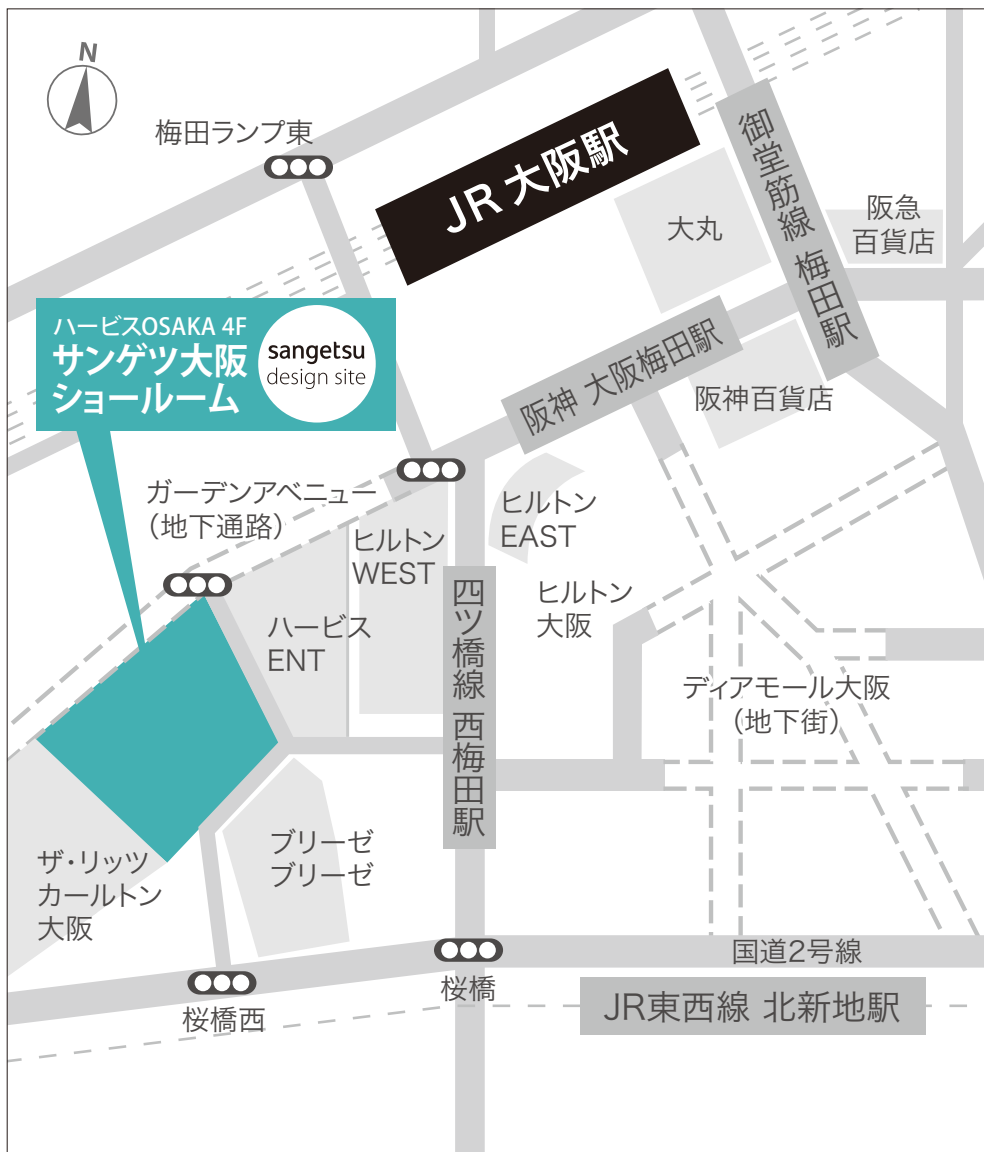 N
梅田ランプ東
JR 大阪駅
御堂筋線 梅田駅
大丸
阪急
百貨店
ハービスOSAKA 4F
サンゲツ大阪
ショールーム
sangetsu
design site
阪神 大阪梅田駅
阪神百貨店
ガーデンアベニュー
（地下通路）
ヒルトン
WEST
ヒルトン
EAST
ハービス
ENT
ヒルトン
大阪
四ツ橋線 西梅田駅
ディアモール大阪
（地下街）
ブリーゼ
ブリーゼ
ザ・リッツ
カールトン
大阪
国道2号線
桜橋
桜橋西
JR東西線 北新地駅